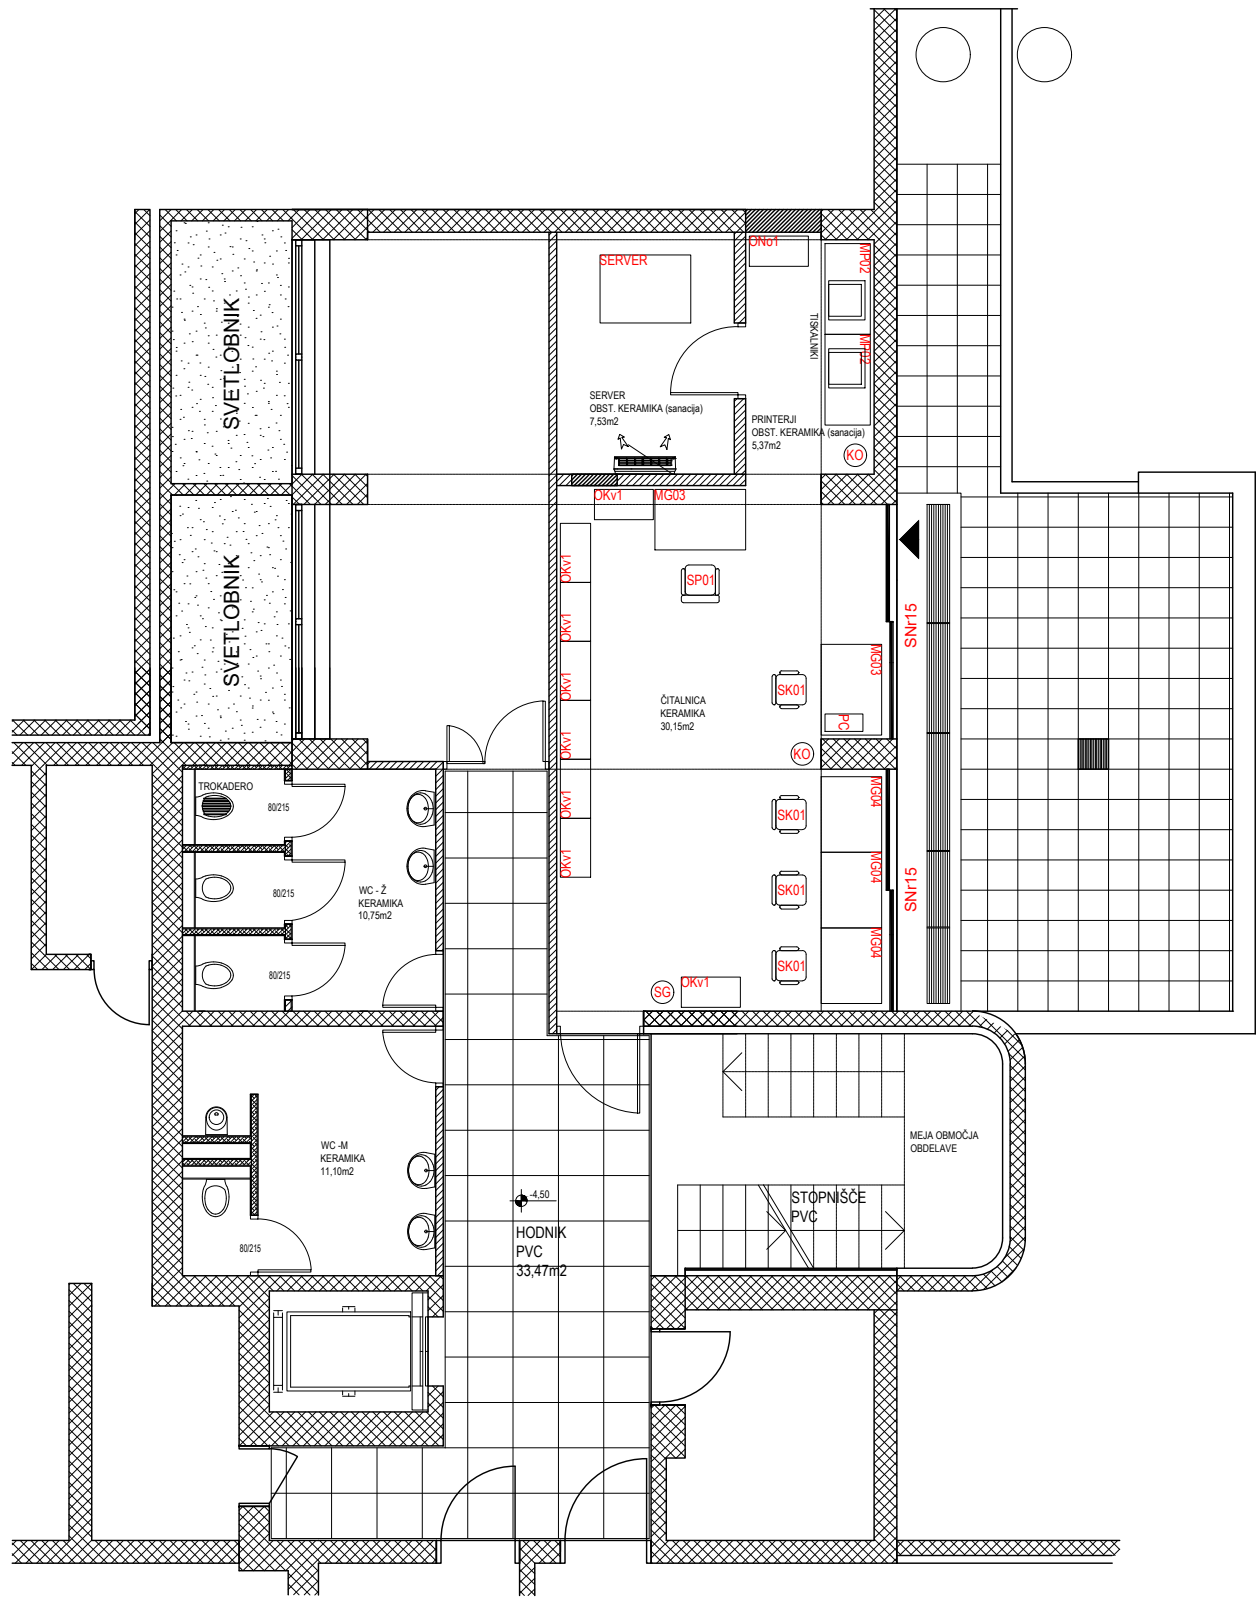 ONo1
MP02
SERVER
SVETLOBNIK
TISKALNIKI
MP02
SERVER
OBST. KERAMIKA (sanacija)
7,53m2
PRINTERJI
OBST. KERAMIKA (sanacija)
5,37m2
KO
OKv1
MG03
SVETLOBNIK
OKv1
SP01
OKv1
SNr15
MG03
OKv1
SK01
ČITALNICA
KERAMIKA
30,15m2
PC
OKv1
KO
TROKADERO
80/215
OKv1
SK01
MG04
OKv1
80/215
WC - Ž
KERAMIKA
10,75m2
SK01
MG04
SNr15
80/215
SK01
MG04
SG
OKv1
WC -M
KERAMIKA
11,10m2
MEJA OBMOČJA
OBDELAVE
-4,50
STOPNIŠČE
PVC
HODNIK
PVC
33,47m2
80/215